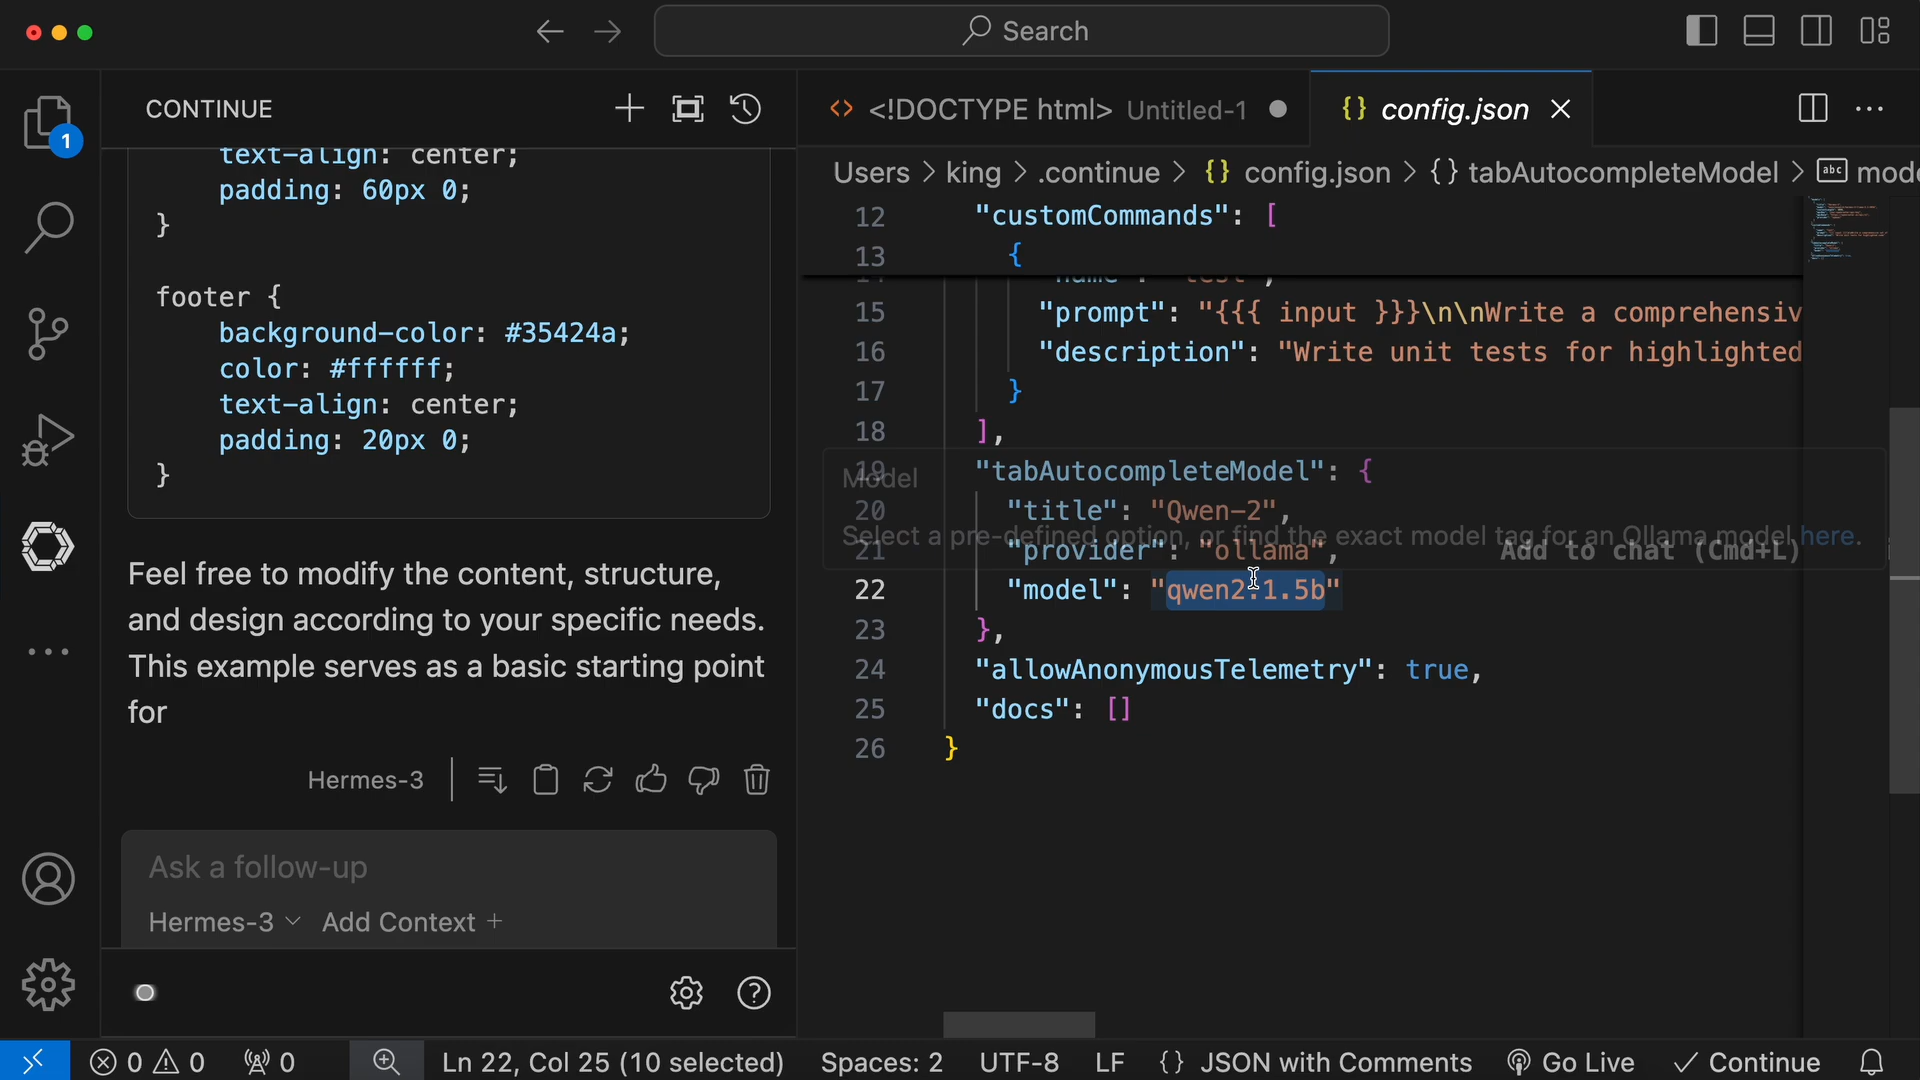 Search
1
CONTINUE
text-align: center;
padding: 60px 0;
}
footer {
background-color: #35424a;
color: #ffffff;
text-align: center;
padding: 20px 0;
}
Feel free to modify the content, structure,
and design according to your specific needs.
This example serves as a basic starting point
for
Hermes-3
Ask a follow-up
Hermes-3 Add Context +
<> <!DOCTYPE html> Untitled-1
{} config.json
Users > king > .continue > {} config.json > {} tabAutocompleteModel > abc mode
12 "customCommands": [
13 {
14 "name": "test",
15 "prompt": "{{{ input }}}\n\nWrite a comprehensiv
16 "description": "Write unit tests for highlighted
17 }
18 ],
19 "tabAutocompleteModel": {
Model
20 "title": "Qwen-2",
Select a pre-defined option, or find the exact model tag for an Ollama model here.
21 "provider": "ollama",
Add to chat (Cmd+L)
22 "model": "qwen2:1.5b"
23 },
24 "allowAnonymousTelemetry": true,
25 "docs": []
26 }
0 0 0 Ln 22, Col 25 (10 selected) Spaces: 2 UTF-8 LF {} JSON with Comments Go Live Continue